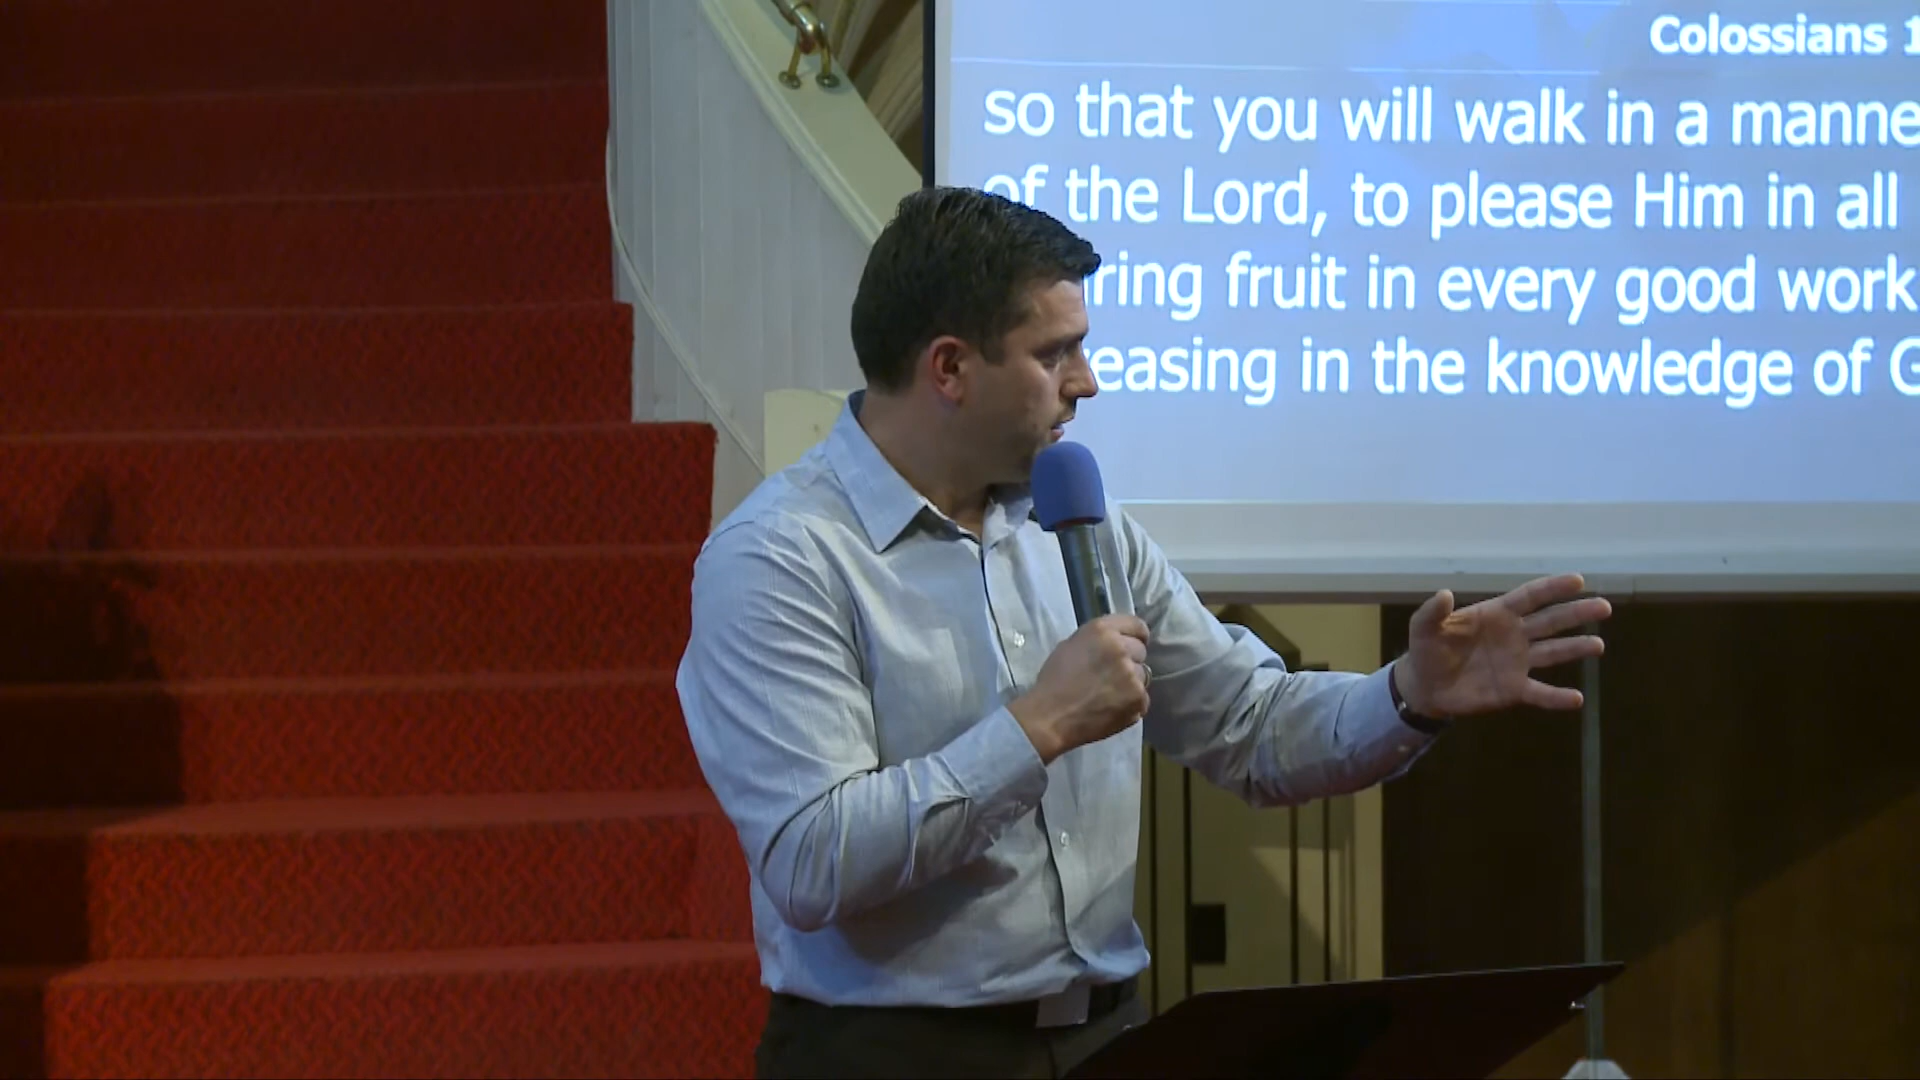 Colossians 1
so that you will walk in a manne
of the Lord, to please Him in all
ring fruit in every good work
easing in the knowledge of G